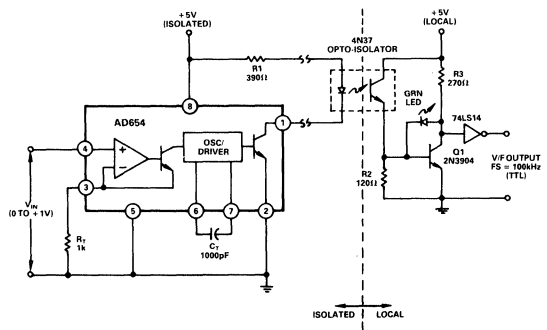 +5V
(ISOLATED)
+5V
(LOCAL)
4N37
OPTO-ISOLATOR
R1
390Ω
R3
270Ω
GRN
LED
74LS14
8
AD654
1
4
OSC/
DRIVER
3
Q1
2N3904
V/F OUTPUT
FS = 100kHz
(TTL)
VIN
(0 TO +1V)
R2
120Ω
5
6
7
2
RT
1k
CT
1000pF
ISOLATED
LOCAL